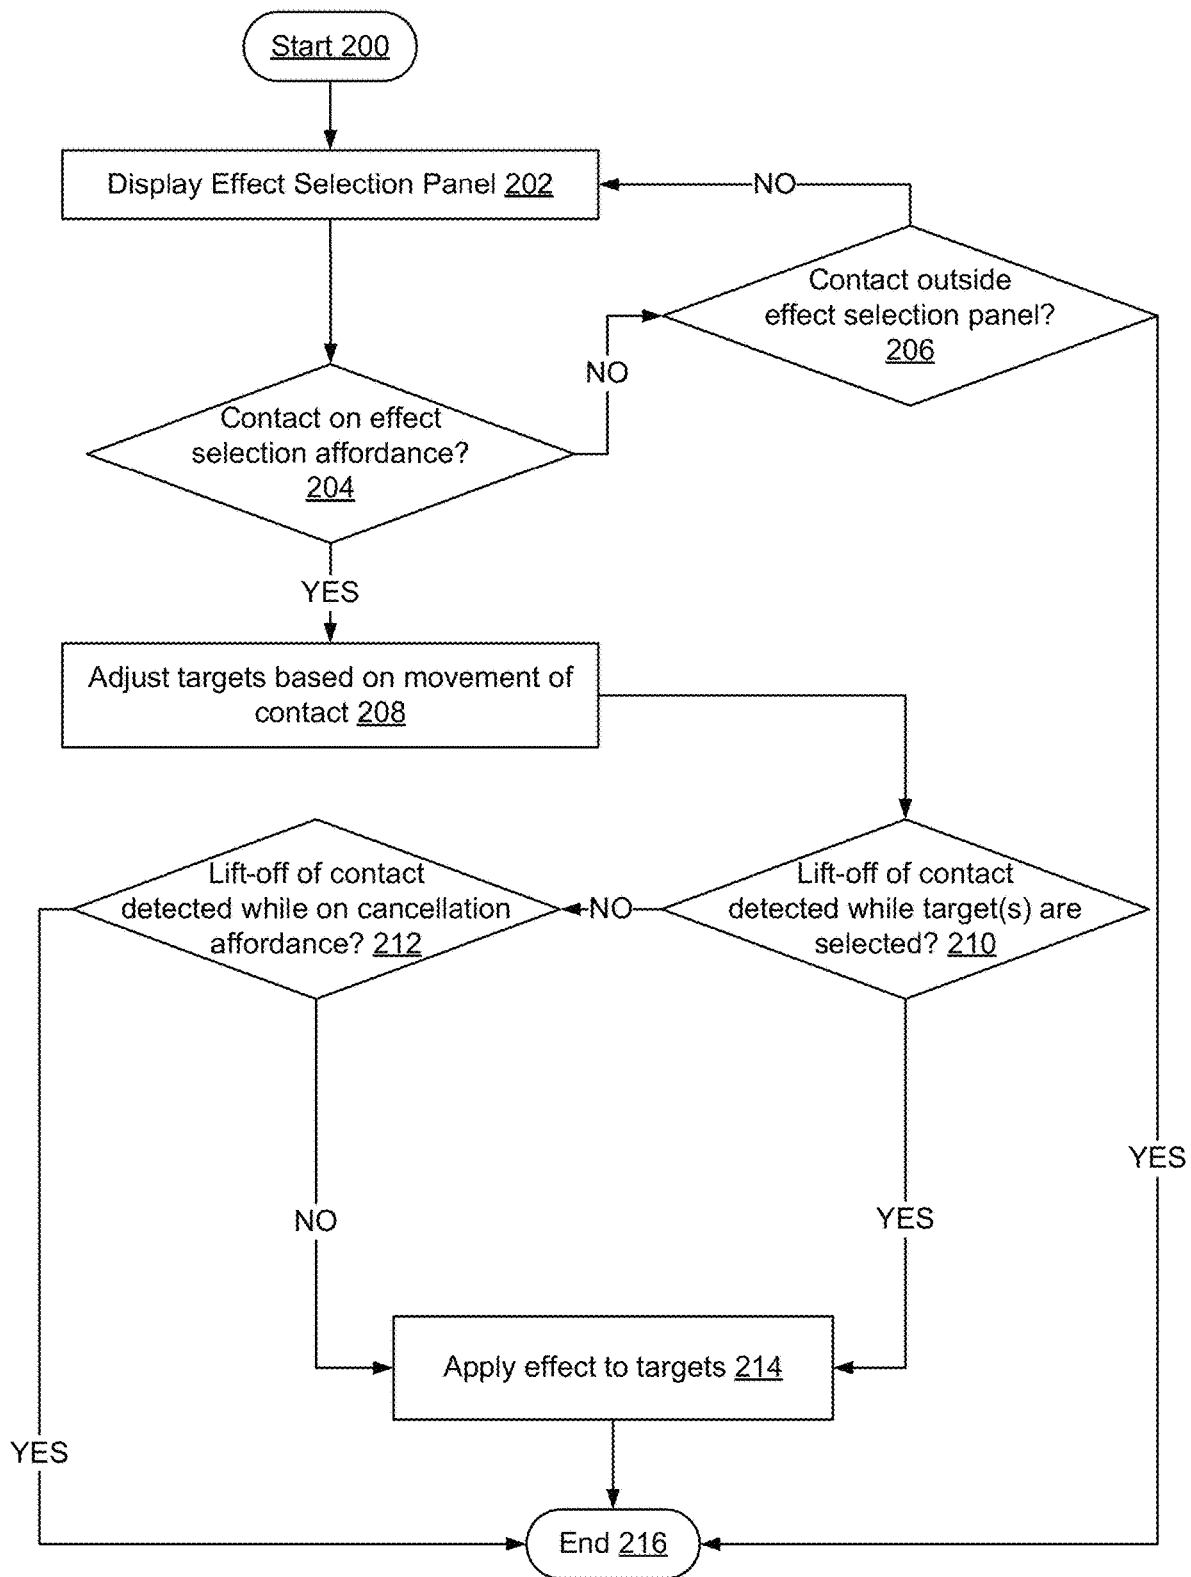 Start 200
Display Effect Selection Panel 202
NO
Contact outside
effect selection panel?
206
NO
Contact on effect
selection affordance?
204
YES
Adjust targets based on movement of
contact 208
Lift-off of contact
detected while on cancellation
affordance? 212
NO
Lift-off of contact
detected while target(s) are
selected? 210
YES
NO
YES
Apply effect to targets 214
YES
End 216